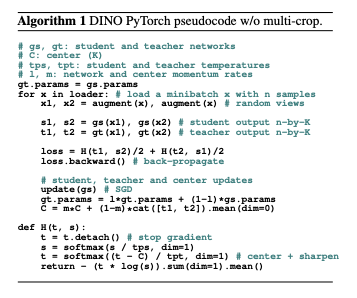 Algorithm 1 DINO PyTorch pseudocode w/o multi-crop.
# gs, gt: student and teacher networks
# C: center (K)
# tps, tpt: student and teacher temperatures
# l, m: network and center momentum rates
gt.params = gs.params
for x in loader: # load a minibatch x with n samples
    x1, x2 = augment(x), augment(x) # random views

    s1, s2 = gs(x1), gs(x2) # student output n-by-K
    t1, t2 = gt(x1), gt(x2) # teacher output n-by-K

    loss = H(t1, s2)/2 + H(t2, s1)/2
    loss.backward() # back-propagate

    # student, teacher and center updates
    update(gs) # SGD
    gt.params = l*gt.params + (1-l)*gs.params
    C = m*C + (1-m)*cat([t1, t2]).mean(dim=0)

def H(t, s):
    t = t.detach() # stop gradient
    s = softmax(s / tps, dim=1)
    t = softmax((t - C) / tpt, dim=1) # center + sharpen
    return - (t * log(s)).sum(dim=1).mean()